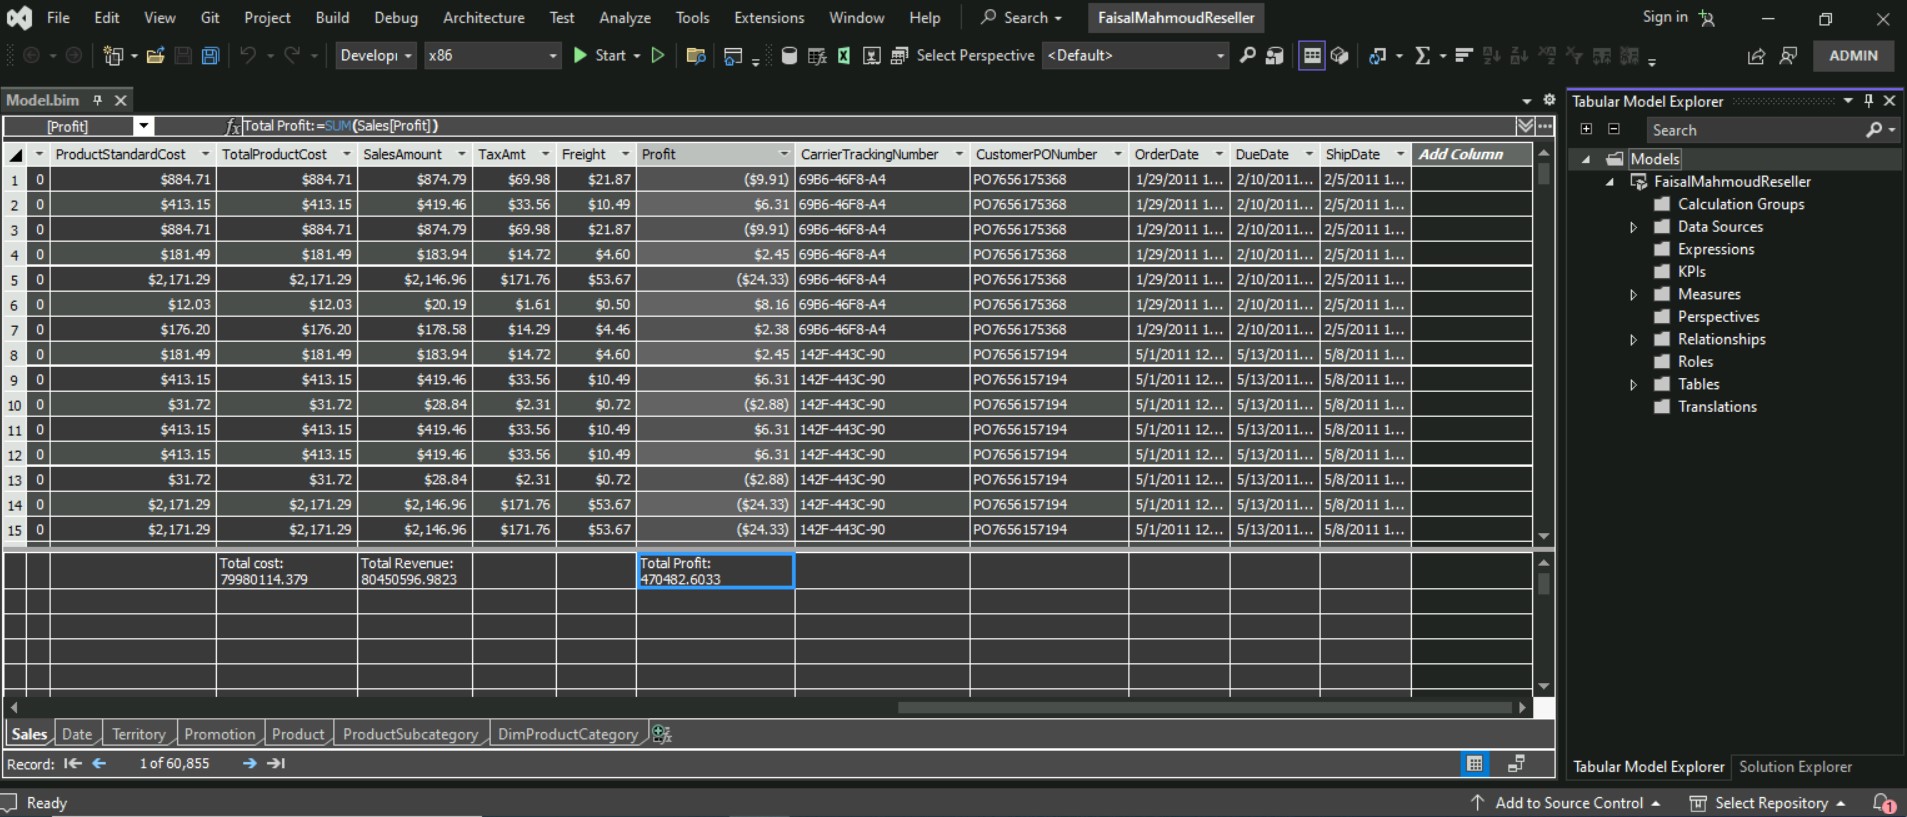 File Edit View Git Project Build Debug Architecture Test Analyze Tools Extensions Window Help Search FaisalMahmoudReseller Sign in
Developı x86 Start Select Perspective <Default> ADMIN
Model.bim
[Profit] fx Total Profit:=SUM(Sales[Profit])
ProductStandardCost TotalProductCost SalesAmount TaxAmt Freight Profit CarrierTrackingNumber CustomerPONumber OrderDate DueDate ShipDate Add Column
1 0 $884.71 $884.71 $874.79 $69.98 $21.87 ($9.91) 69B6-46F8-A4 PO7656175368 1/29/2011 1... 2/10/2011... 2/5/2011 1...
2 0 $413.15 $413.15 $419.46 $33.56 $10.49 $6.31 69B6-46F8-A4 PO7656175368 1/29/2011 1... 2/10/2011... 2/5/2011 1...
3 0 $884.71 $884.71 $874.79 $69.98 $21.87 ($9.91) 69B6-46F8-A4 PO7656175368 1/29/2011 1... 2/10/2011... 2/5/2011 1...
4 0 $181.49 $181.49 $183.94 $14.72 $4.60 $2.45 69B6-46F8-A4 PO7656175368 1/29/2011 1... 2/10/2011... 2/5/2011 1...
5 0 $2,171.29 $2,171.29 $2,146.96 $171.76 $53.67 ($24.33) 69B6-46F8-A4 PO7656175368 1/29/2011 1... 2/10/2011... 2/5/2011 1...
6 0 $12.03 $12.03 $20.19 $1.61 $0.50 $8.16 69B6-46F8-A4 PO7656175368 1/29/2011 1... 2/10/2011... 2/5/2011 1...
7 0 $176.20 $176.20 $178.58 $14.29 $4.46 $2.38 69B6-46F8-A4 PO7656175368 1/29/2011 1... 2/10/2011... 2/5/2011 1...
8 0 $181.49 $181.49 $183.94 $14.72 $4.60 $2.45 142F-443C-90 PO7656157194 5/1/2011 12... 5/13/2011... 5/8/2011 1...
9 0 $413.15 $413.15 $419.46 $33.56 $10.49 $6.31 142F-443C-90 PO7656157194 5/1/2011 12... 5/13/2011... 5/8/2011 1...
10 0 $31.72 $31.72 $28.84 $2.31 $0.72 ($2.88) 142F-443C-90 PO7656157194 5/1/2011 12... 5/13/2011... 5/8/2011 1...
11 0 $413.15 $413.15 $419.46 $33.56 $10.49 $6.31 142F-443C-90 PO7656157194 5/1/2011 12... 5/13/2011... 5/8/2011 1...
12 0 $413.15 $413.15 $419.46 $33.56 $10.49 $6.31 142F-443C-90 PO7656157194 5/1/2011 12... 5/13/2011... 5/8/2011 1...
13 0 $31.72 $31.72 $28.84 $2.31 $0.72 ($2.88) 142F-443C-90 PO7656157194 5/1/2011 12... 5/13/2011... 5/8/2011 1...
14 0 $2,171.29 $2,171.29 $2,146.96 $171.76 $53.67 ($24.33) 142F-443C-90 PO7656157194 5/1/2011 12... 5/13/2011... 5/8/2011 1...
15 0 $2,171.29 $2,171.29 $2,146.96 $171.76 $53.67 ($24.33) 142F-443C-90 PO7656157194 5/1/2011 12... 5/13/2011... 5/8/2011 1...
Total cost: Total Revenue: Total Profit:
79980114.379 80450596.9823 470482.6033
Sales Date Territory Promotion Product ProductSubcategory DimProductCategory
Record: 1 of 60,855
Tabular Model Explorer
Search
Models
FaisalMahmoudReseller
Calculation Groups
Data Sources
Expressions
KPIs
Measures
Perspectives
Relationships
Roles
Tables
Translations
Tabular Model Explorer Solution Explorer
Ready Add to Source Control Select Repository 1